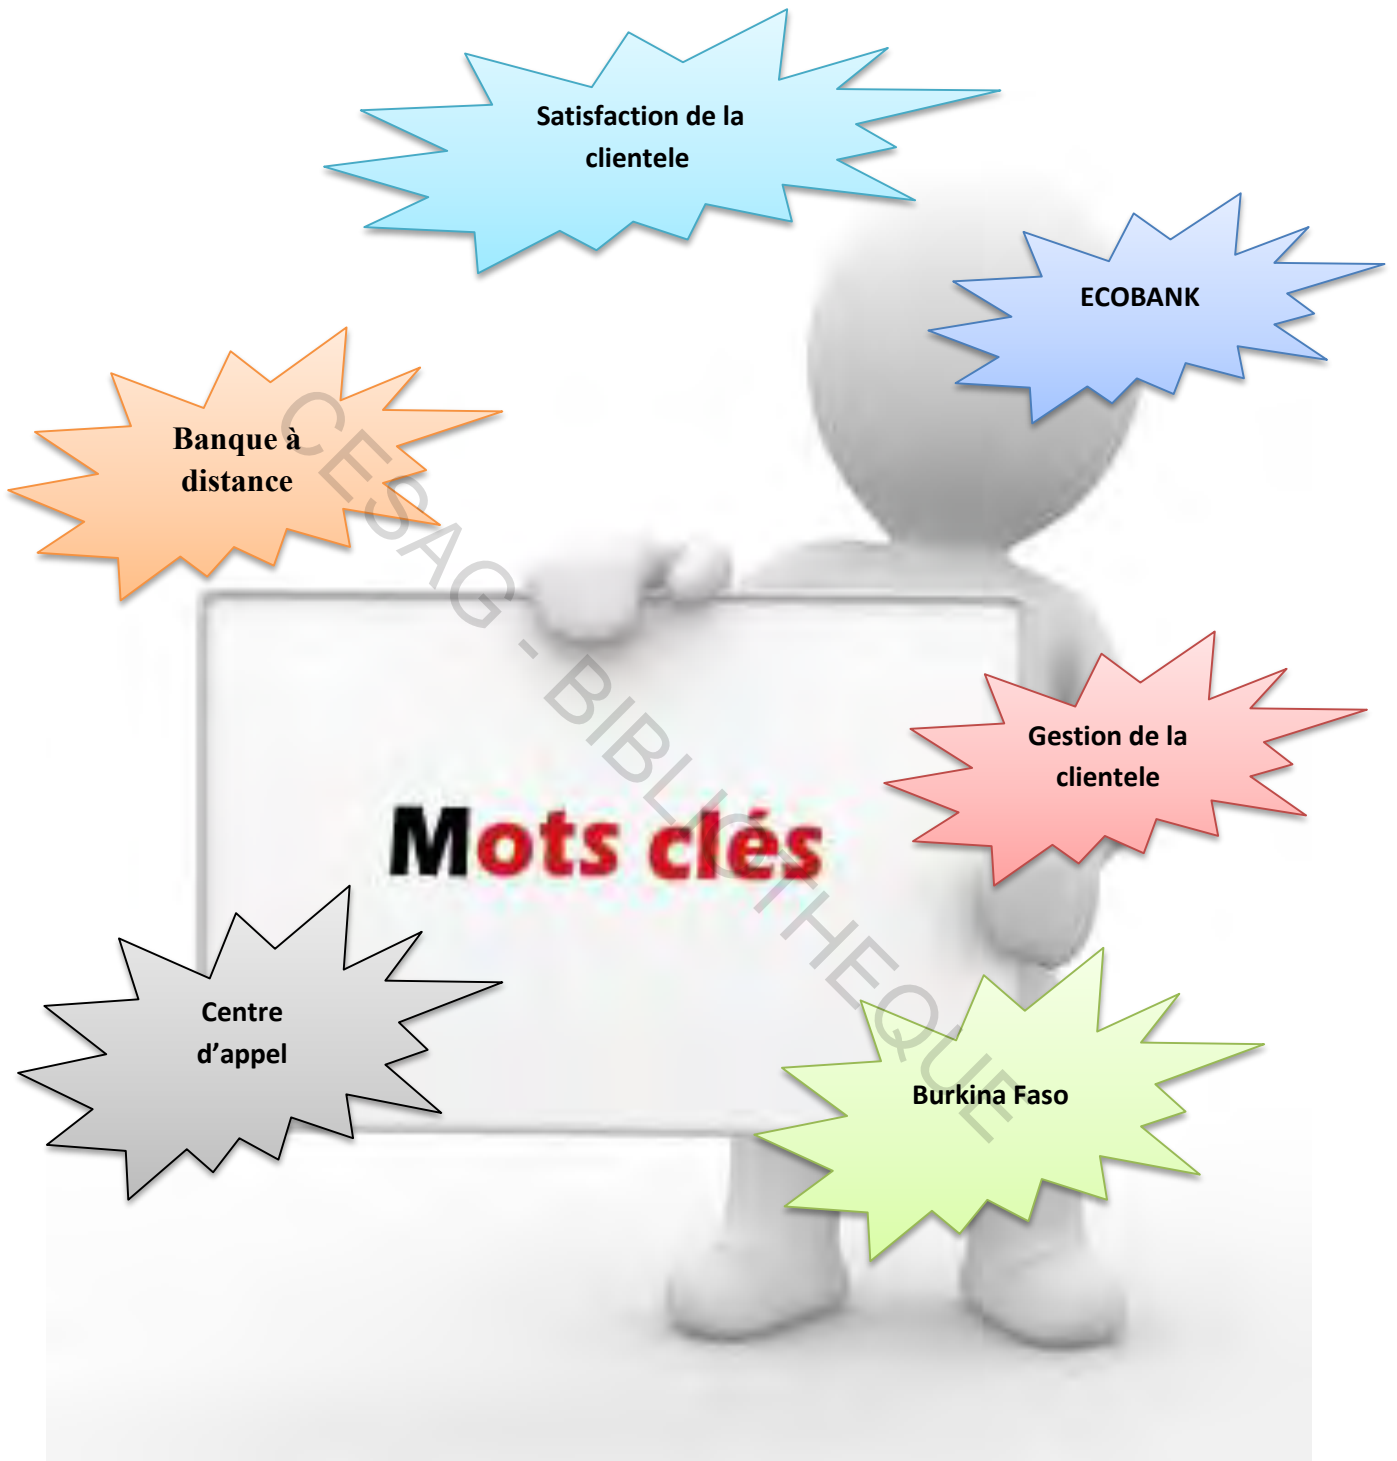 Satisfaction de la
clientele
ECOBANK
Banque à
distance
CESAG - BIBLIOTHEQUE
Gestion de la
clientele
Mots clés
Centre
d’appel
Burkina Faso